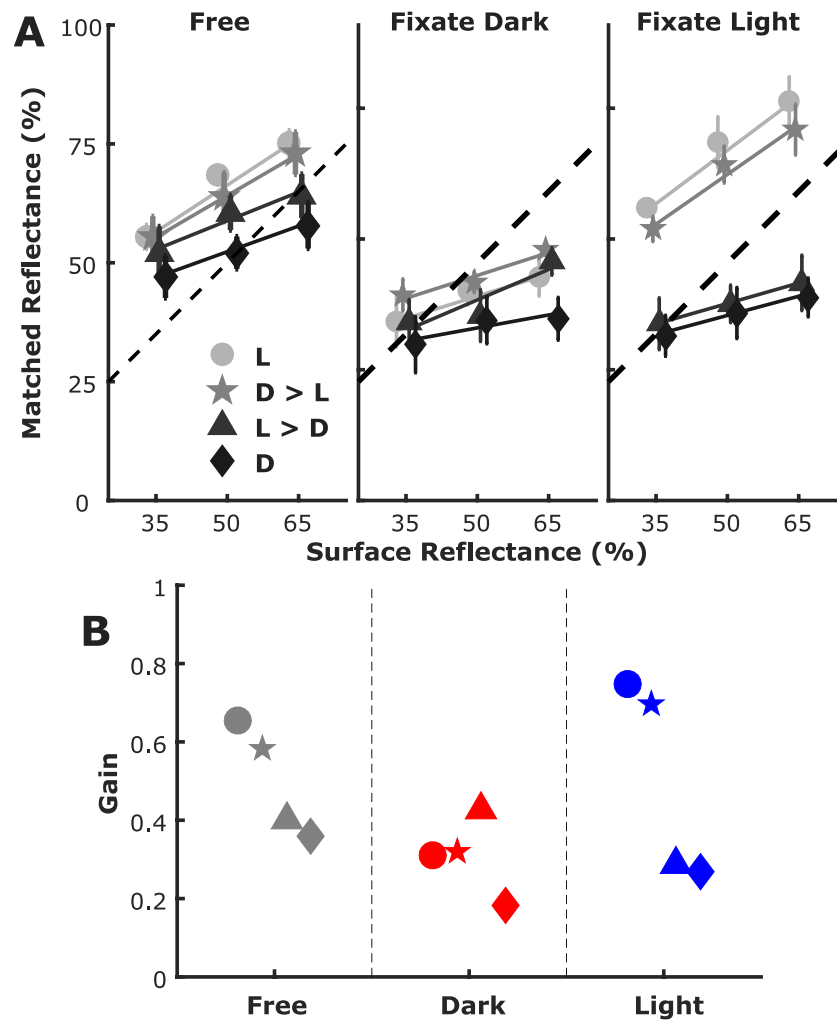 A
Free
Fixate Dark
Fixate Light
Matched Reflectance (%)
100
75
50
25
0
L
D > L
L > D
D
35 50 65
35 50 65
35 50 65
Surface Reflectance (%)
B
Gain
1
0.8
0.6
0.4
0.2
0
Free
Dark
Light